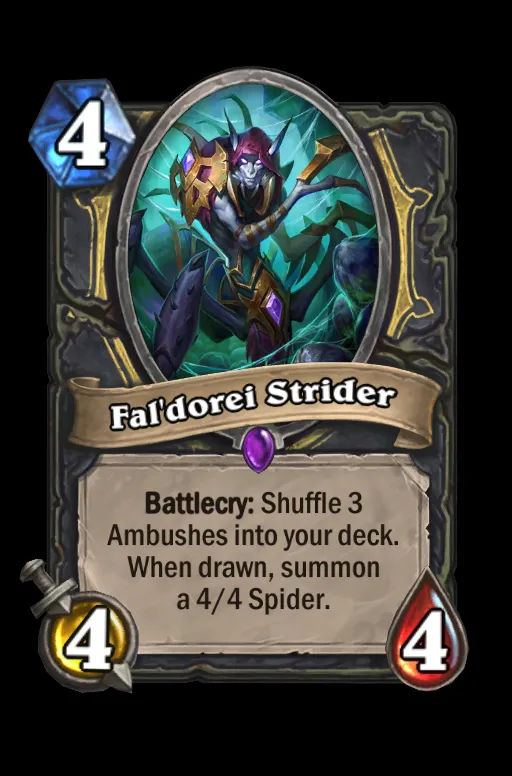 4
Fal'dorei Strider
Battlecry: Shuffle 3
Ambushes into your deck.
When drawn, summon
a 4/4 Spider.
4
4